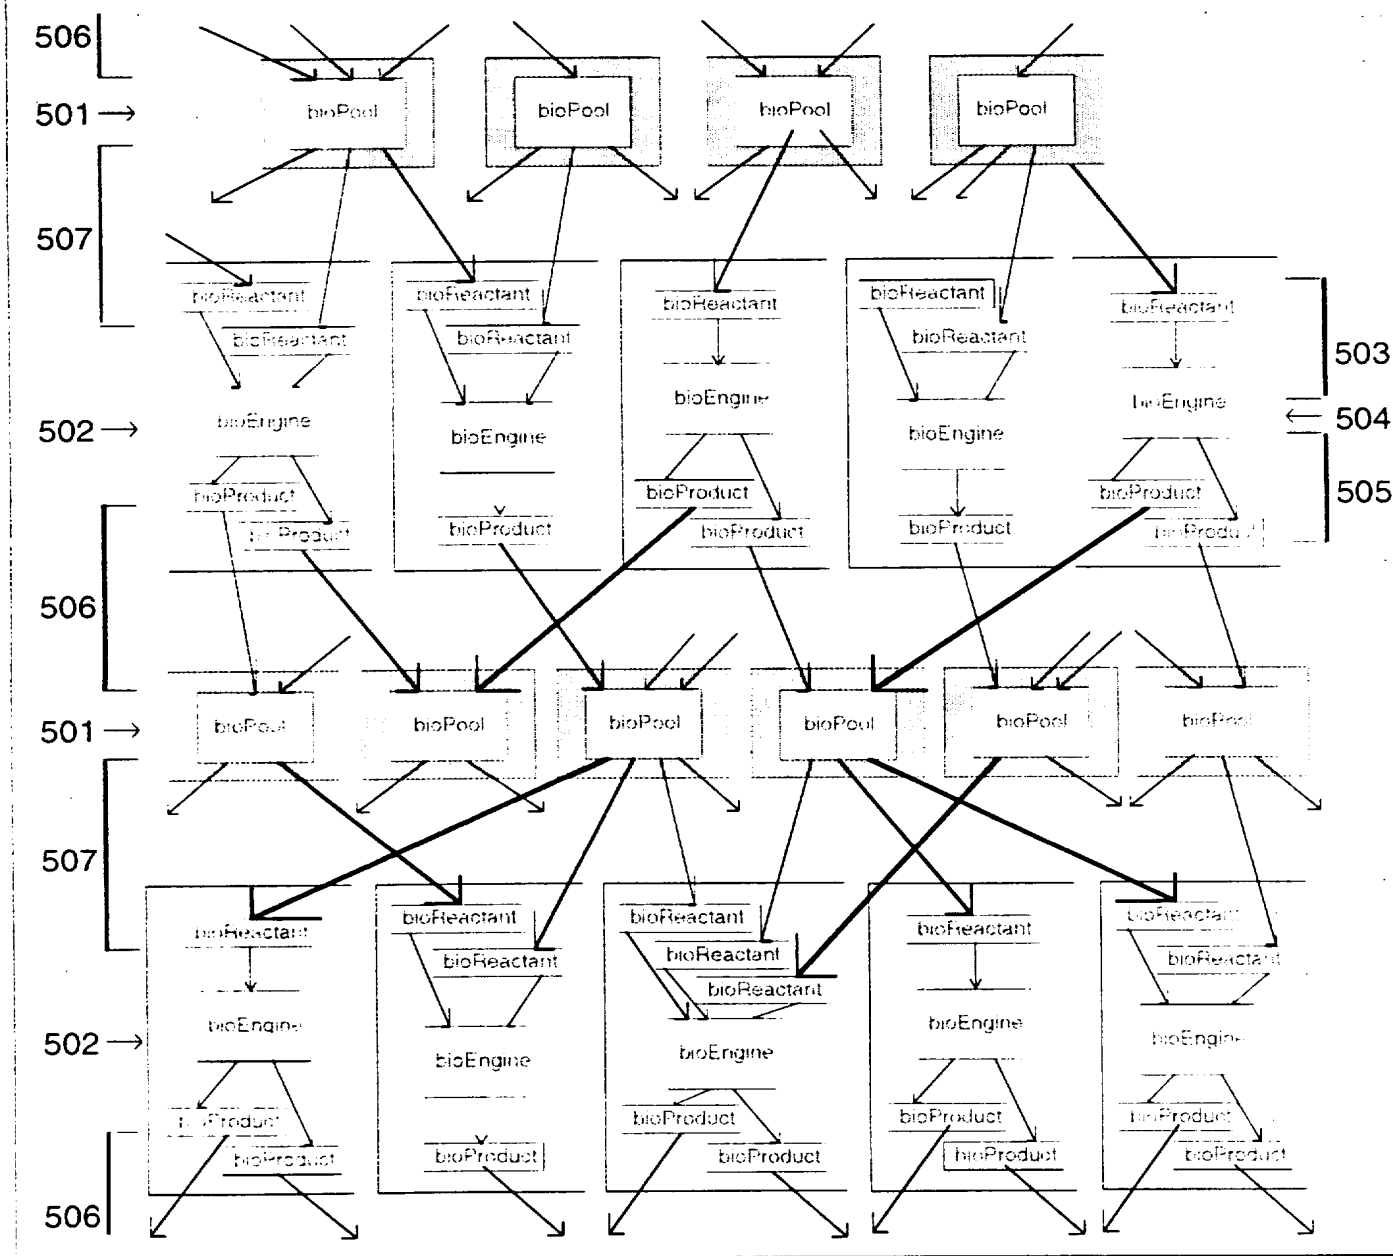 506
501
bioPool bioPool bioPool bioPool
507
bioReactant bioReactant bioReactant bioReactant bioReactant
bioReactant bioReactant bioReactant
503
bioEngine bioEngine bioEngine bioEngine bioEngine
502
504
bioProduct bioProduct bioProduct
505
bioProduct bioProduct bioProduct bioProduct bioProduct
506
501
bioPool bioPool bioPool bioPool bioPool bioPool
507
bioReactant bioReactant bioReactant bioReactant bioReactant
bioReactant bioReactant bioReactant
bioReactant
502
bioEngine bioEngine bioEngine bioEngine bioEngine
bioProduct bioProduct bioProduct bioProduct
bioProduct bioProduct bioProduct bioProduct bioProduct
506